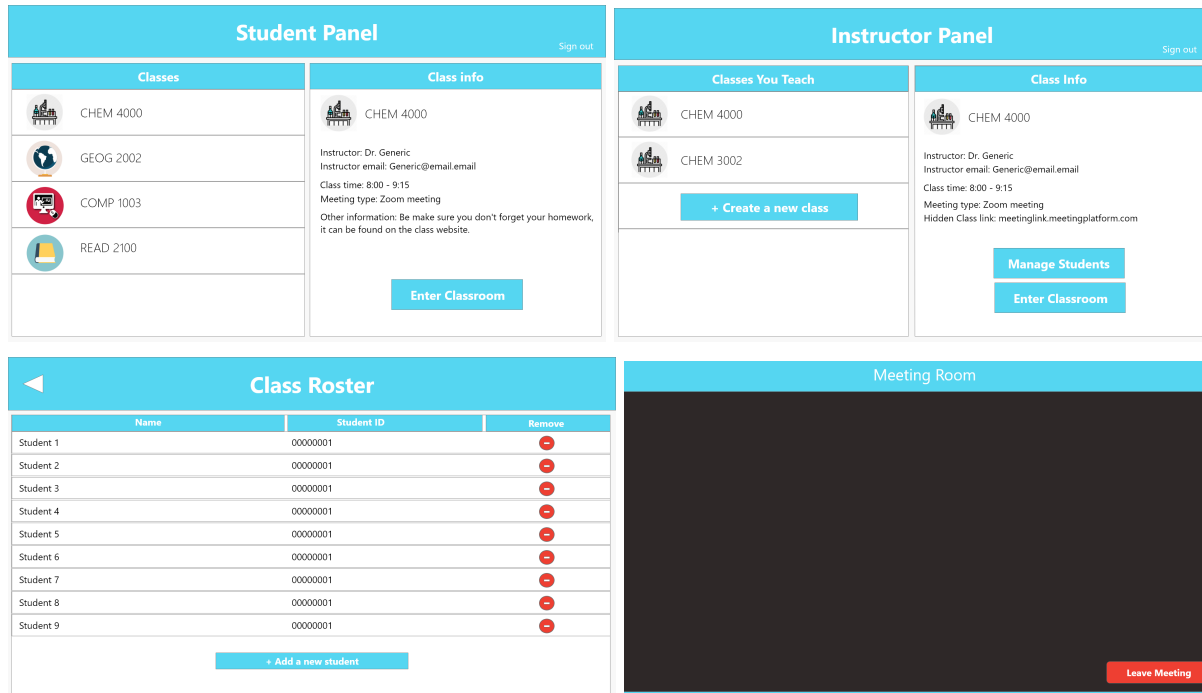 Student Panel
Sign out
Classes
CHEM 4000
GEOG 2002
COMP 1003
READ 2100
Class info
CHEM 4000
Instructor: Dr. Generic
Instructor email: Generic@email.email
Class time: 8:00 - 9:15
Meeting type: Zoom meeting
Other information: Be make sure you don't forget your homework,
it can be found on the class website.
Enter Classroom
Instructor Panel
Sign out
Classes You Teach
CHEM 4000
CHEM 3002
+ Create a new class
Class Info
CHEM 4000
Instructor: Dr. Generic
Instructor email: Generic@email.email
Class time: 8:00 - 9:15
Meeting type: Zoom meeting
Hidden Class link: meetinglink.meetingplatform.com
Manage Students
Enter Classroom
Class Roster
Name Student ID Remove
Student 1 00000001
Student 2 00000001
Student 3 00000001
Student 4 00000001
Student 5 00000001
Student 6 00000001
Student 7 00000001
Student 8 00000001
Student 9 00000001
+ Add a new student
Meeting Room
Leave Meeting